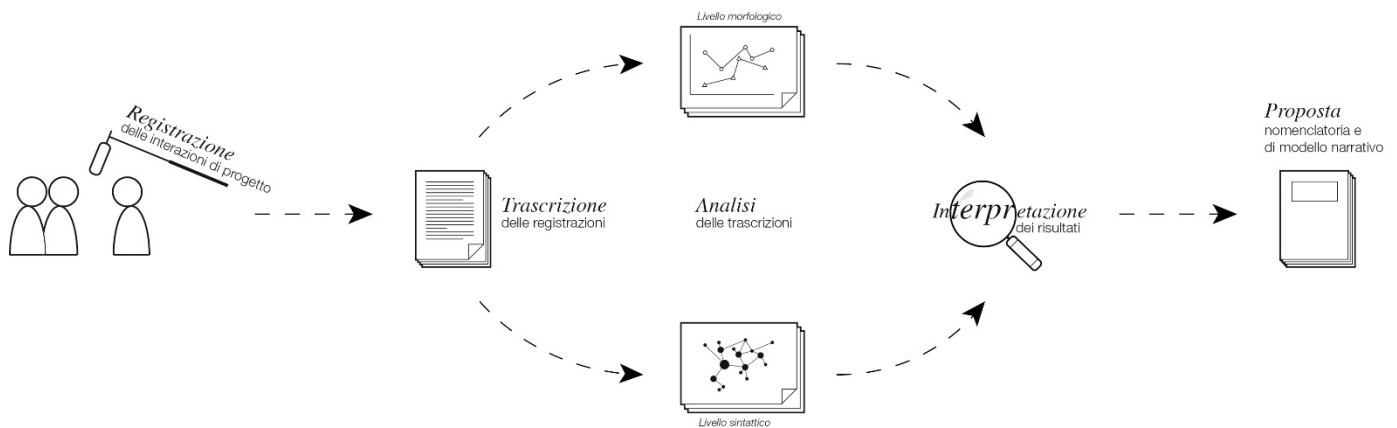 Registrazione
delle interazioni di progetto
Trascrizione
delle registrazioni
Livello morfologico
Analisi
delle trascrizioni
Livello sintattico
Interpretazione
dei risultati
Proposta
nomenclatoria e
di modello narrativo